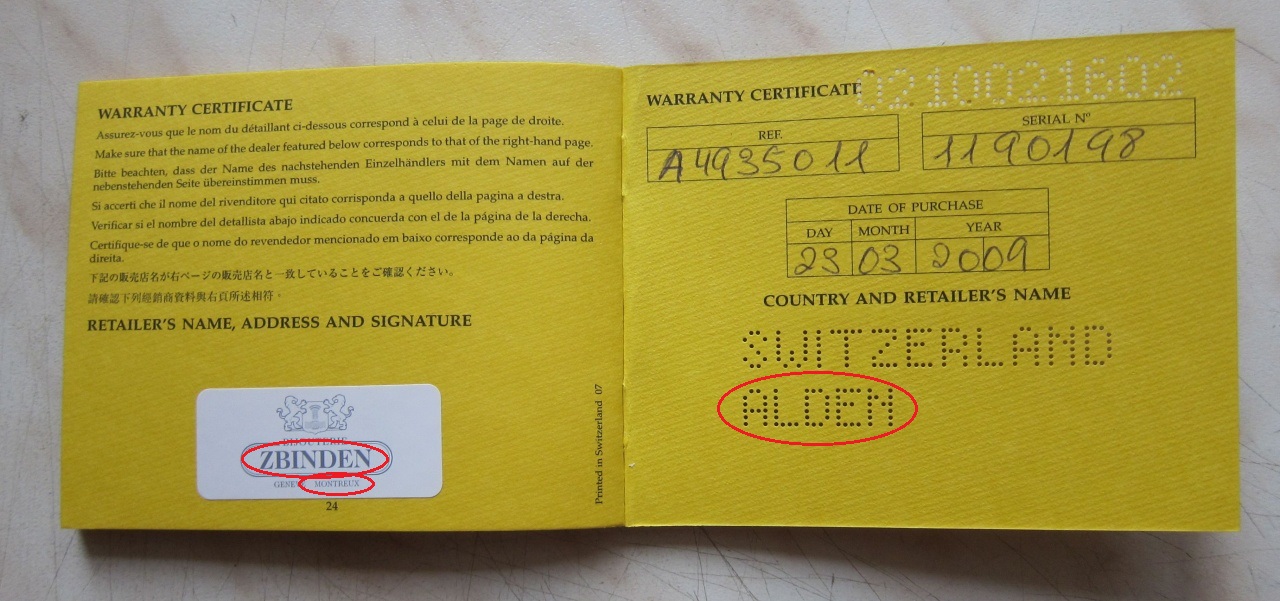 WARRANTY CERTIFICATE
Assurez-vous que le nom du détaillant ci-dessous correspond à celui de la page de droite.
Make sure that the name of the dealer featured below corresponds to that of the right-hand page.
Bitte beachten, dass der Name des nachstehenden Einzelhändlers mit dem Namen auf der
nebenstehenden Seite übereinstimmen muss.
Si accerti che il nome del rivenditore qui citato corrisponda a quello della pagina a destra.
Verificar si el nombre del detallista abajo indicado concuerda con el de la página de la derecha.
Certifique-se de que o nome do revendedor mencionado em baixo corresponde ao da página da
direita.
下記の販売店名が右ページの販売店名と一致していることをご確認ください。
請確認下列經銷商資料與右頁所述相符。
RETAILER'S NAME, ADDRESS AND SIGNATURE
BIJOUTERIE
ZBINDEN
GENEVE MONTREUX
24
Printed in Switzerland 07
WARRANTY CERTIFICATE 0210021602
REF.
A4935011
SERIAL Nº
1190198
DATE OF PURCHASE
DAY MONTH YEAR
23 03 2009
COUNTRY AND RETAILER'S NAME
SWITZERLAND
ALDEN